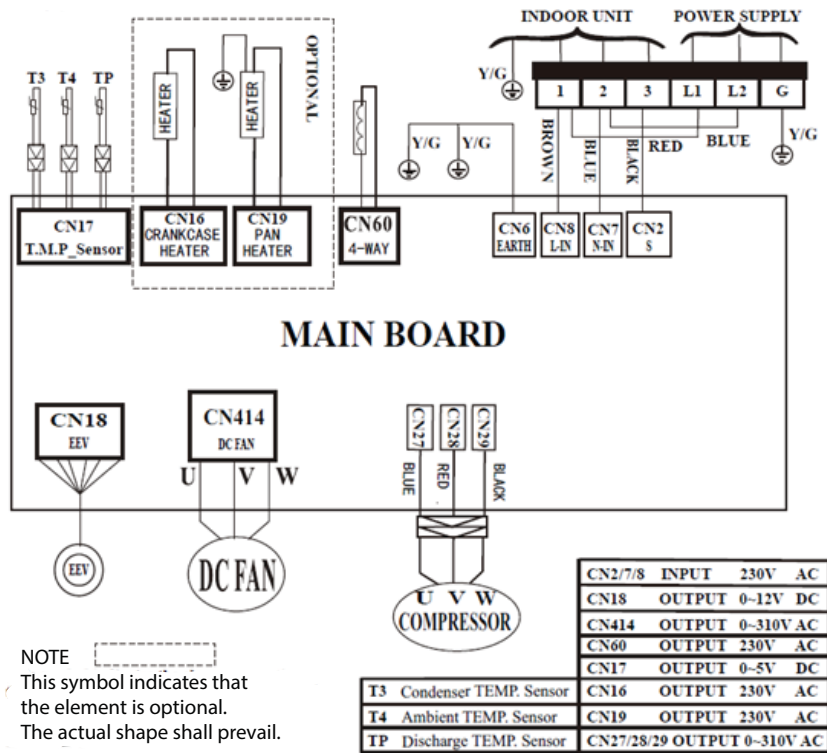 INDOOR UNIT POWER SUPPLY
T3 T4 TP
HEATER
HEATER
OPTIONAL
Y/G
1 2 3 L1 L2 G
Y/G Y/G
BROWN
BLUE
BLACK
RED
BLUE
Y/G
CN17
T.M.P_Sensor
CN16
CRANKCASE
HEATER
CN19
PAN
HEATER
CN60
4-WAY
CN6
EARTH
CN8
L-IN
CN7
N-IN
CN2
S
MAIN BOARD
CN18
EEV
CN414
DC FAN
U V W
CN27
CN28
CN29
BLUE
RED
BLACK
EEV
DC FAN
U V W
COMPRESSOR
CN2/7/8 INPUT 230V AC
CN18 OUTPUT 0~12V DC
CN414 OUTPUT 0~310V AC
CN60 OUTPUT 230V AC
CN17 OUTPUT 0~5V DC
CN16 OUTPUT 230V AC
CN19 OUTPUT 230V AC
CN27/28/29 OUTPUT 0~310V AC
T3 Condenser TEMP. Sensor
T4 Ambient TEMP. Sensor
TP Discharge TEMP. Sensor
NOTE
This symbol indicates that
the element is optional.
The actual shape shall prevail.